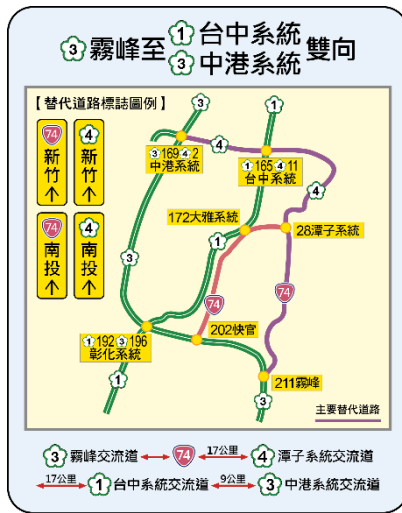 3 霧峰至 1 台中系統 3 中港系統 雙向
【替代道路標誌圖例】
74 新竹↑
4 新竹↑
74 南投↑
4 南投↑
3
1
4
3 169 4 2
中港系統
1 165 4 11
台中系統
4
172大雅系統
28潭子系統
1
3
74
74
1 192 3 196
彰化系統
202快官
211霧峰
1
3
主要替代道路
3 霧峰交流道 ↔ 74 ↔ 17公里 4 潭子系統交流道
↔ 17公里 1 台中系統交流道 ↔ 9公里 3 中港系統交流道